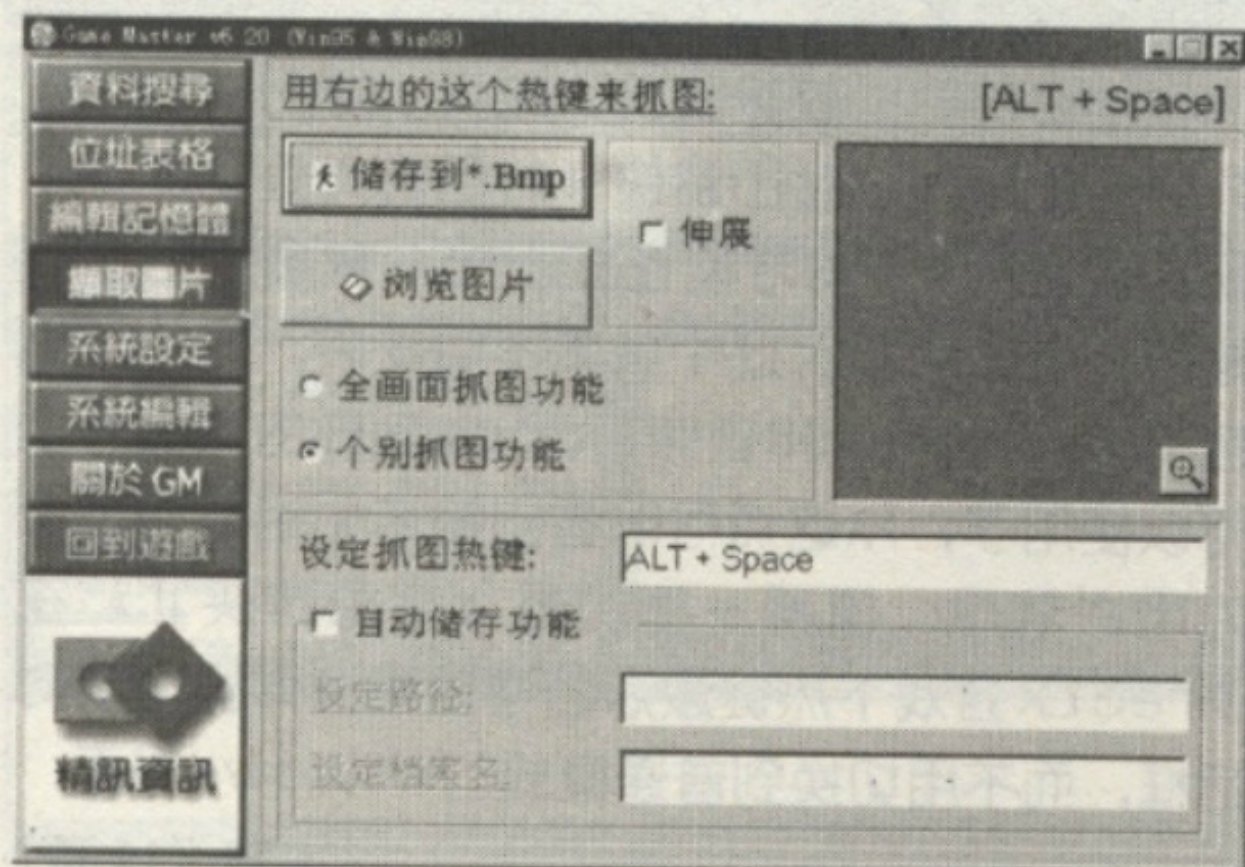 Game Master v6.20 (Win95 & Win98)
資料搜尋
位址表格
編輯記憶體
擷取圖片
系統設定
系統編輯
關於 GM
回到遊戲
精訊資訊
用右边的这个热键来抓图:
[ALT + Space]
储存到*.Bmp
浏览图片
伸展
全画面抓图功能
个别抓图功能
设定抓图热键:
ALT + Space
自动储存功能
设定路径:
设定档案名: